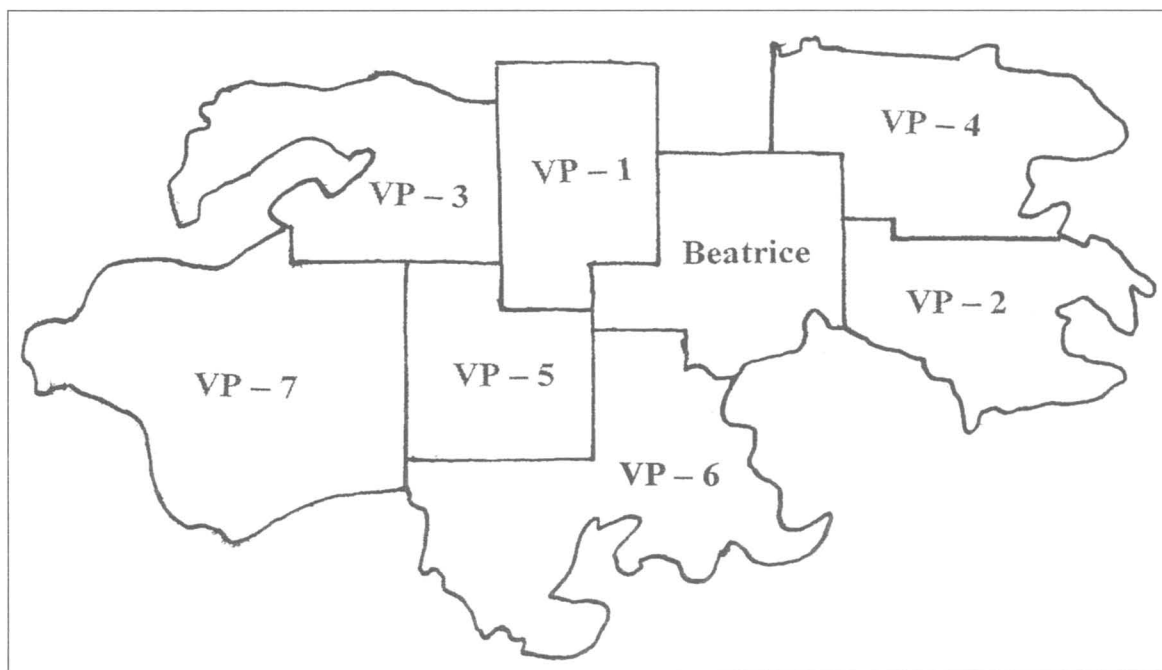 VP – 4
VP – 1
VP – 3
Beatrice
VP – 2
VP – 5
VP – 7
VP – 6